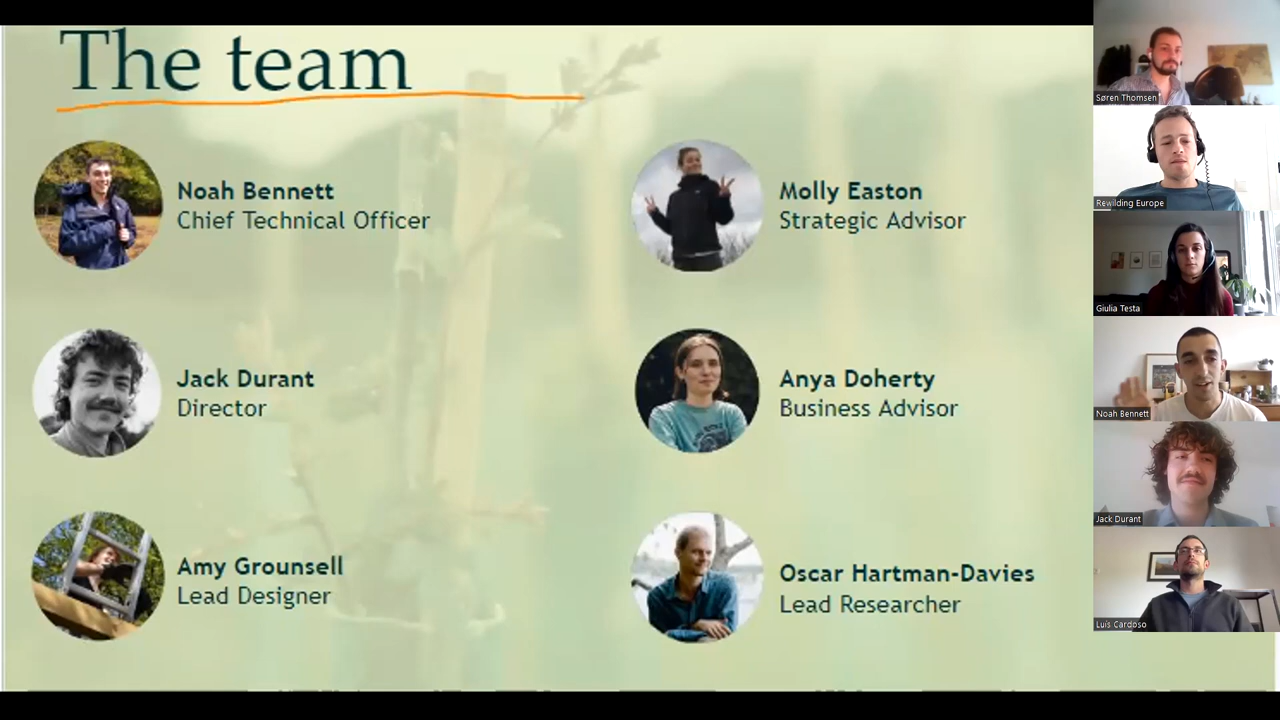 The team
Noah Bennett
Chief Technical Officer
Molly Easton
Strategic Advisor
Jack Durant
Director
Anya Doherty
Business Advisor
Amy Grounsell
Lead Designer
Oscar Hartman-Davies
Lead Researcher
Søren Thomsen
Rewilding Europe
Giulia Testa
Noah Bennett
Jack Durant
Luís Cardoso